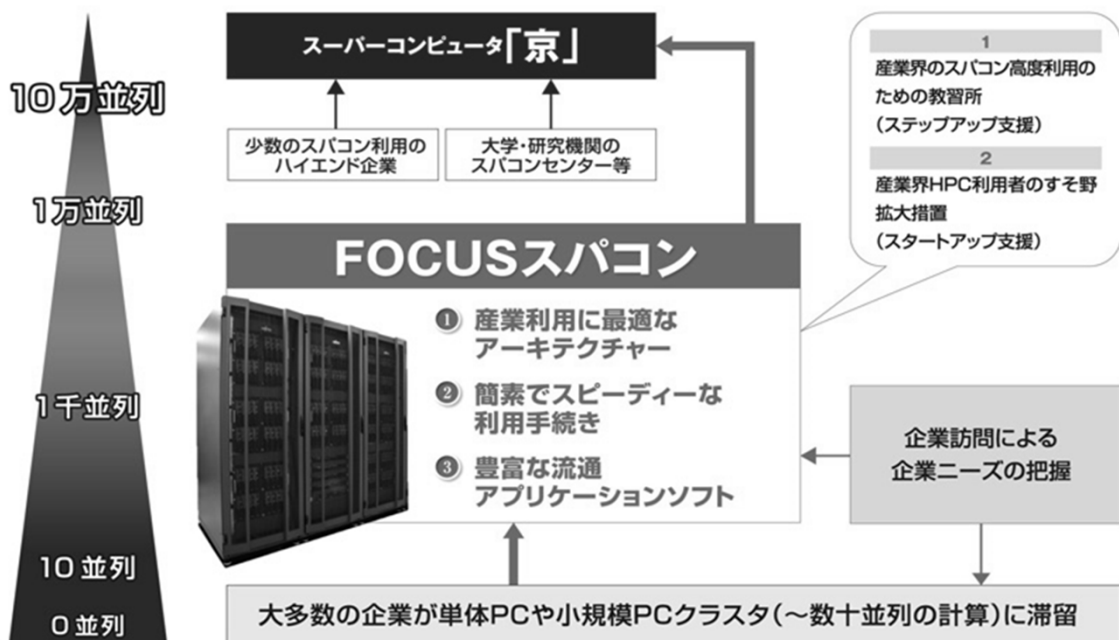 10万並列
1万並列
1千並列
10並列
0並列
スーパーコンピュータ「京」
少数のスパコン利用の
ハイエンド企業
大学・研究機関の
スパコンセンター等
1
産業界のスパコン高度利用の
ための教習所
(ステップアップ支援)
2
産業界HPC利用者のすそ野
拡大措置
(スタートアップ支援)
FOCUSスパコン
1 産業利用に最適な
アーキテクチャー
2 簡素でスピーディーな
利用手続き
3 豊富な流通
アプリケーションソフト
企業訪問による
企業ニーズの把握
大多数の企業が単体PCや小規模PCクラスタ(～数十並列の計算)に滞留